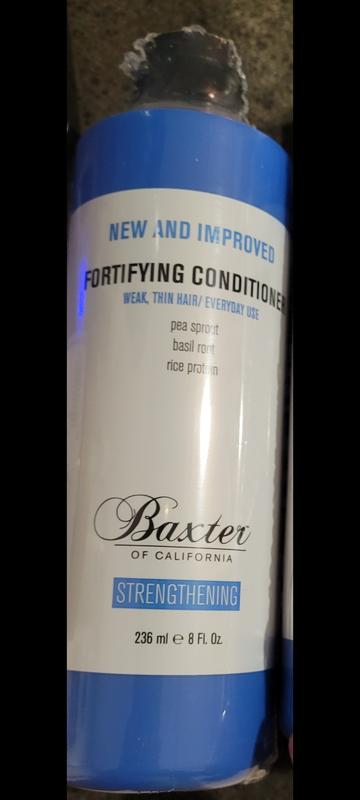 NEW AND IMPROVED
FORTIFYING CONDITIONER
WEAK, THIN HAIR/ EVERYDAY USE
pea sprout
basil root
rice protein
Baxter
OF CALIFORNIA
STRENGTHENING
236 ml ℮ 8 Fl. Oz.